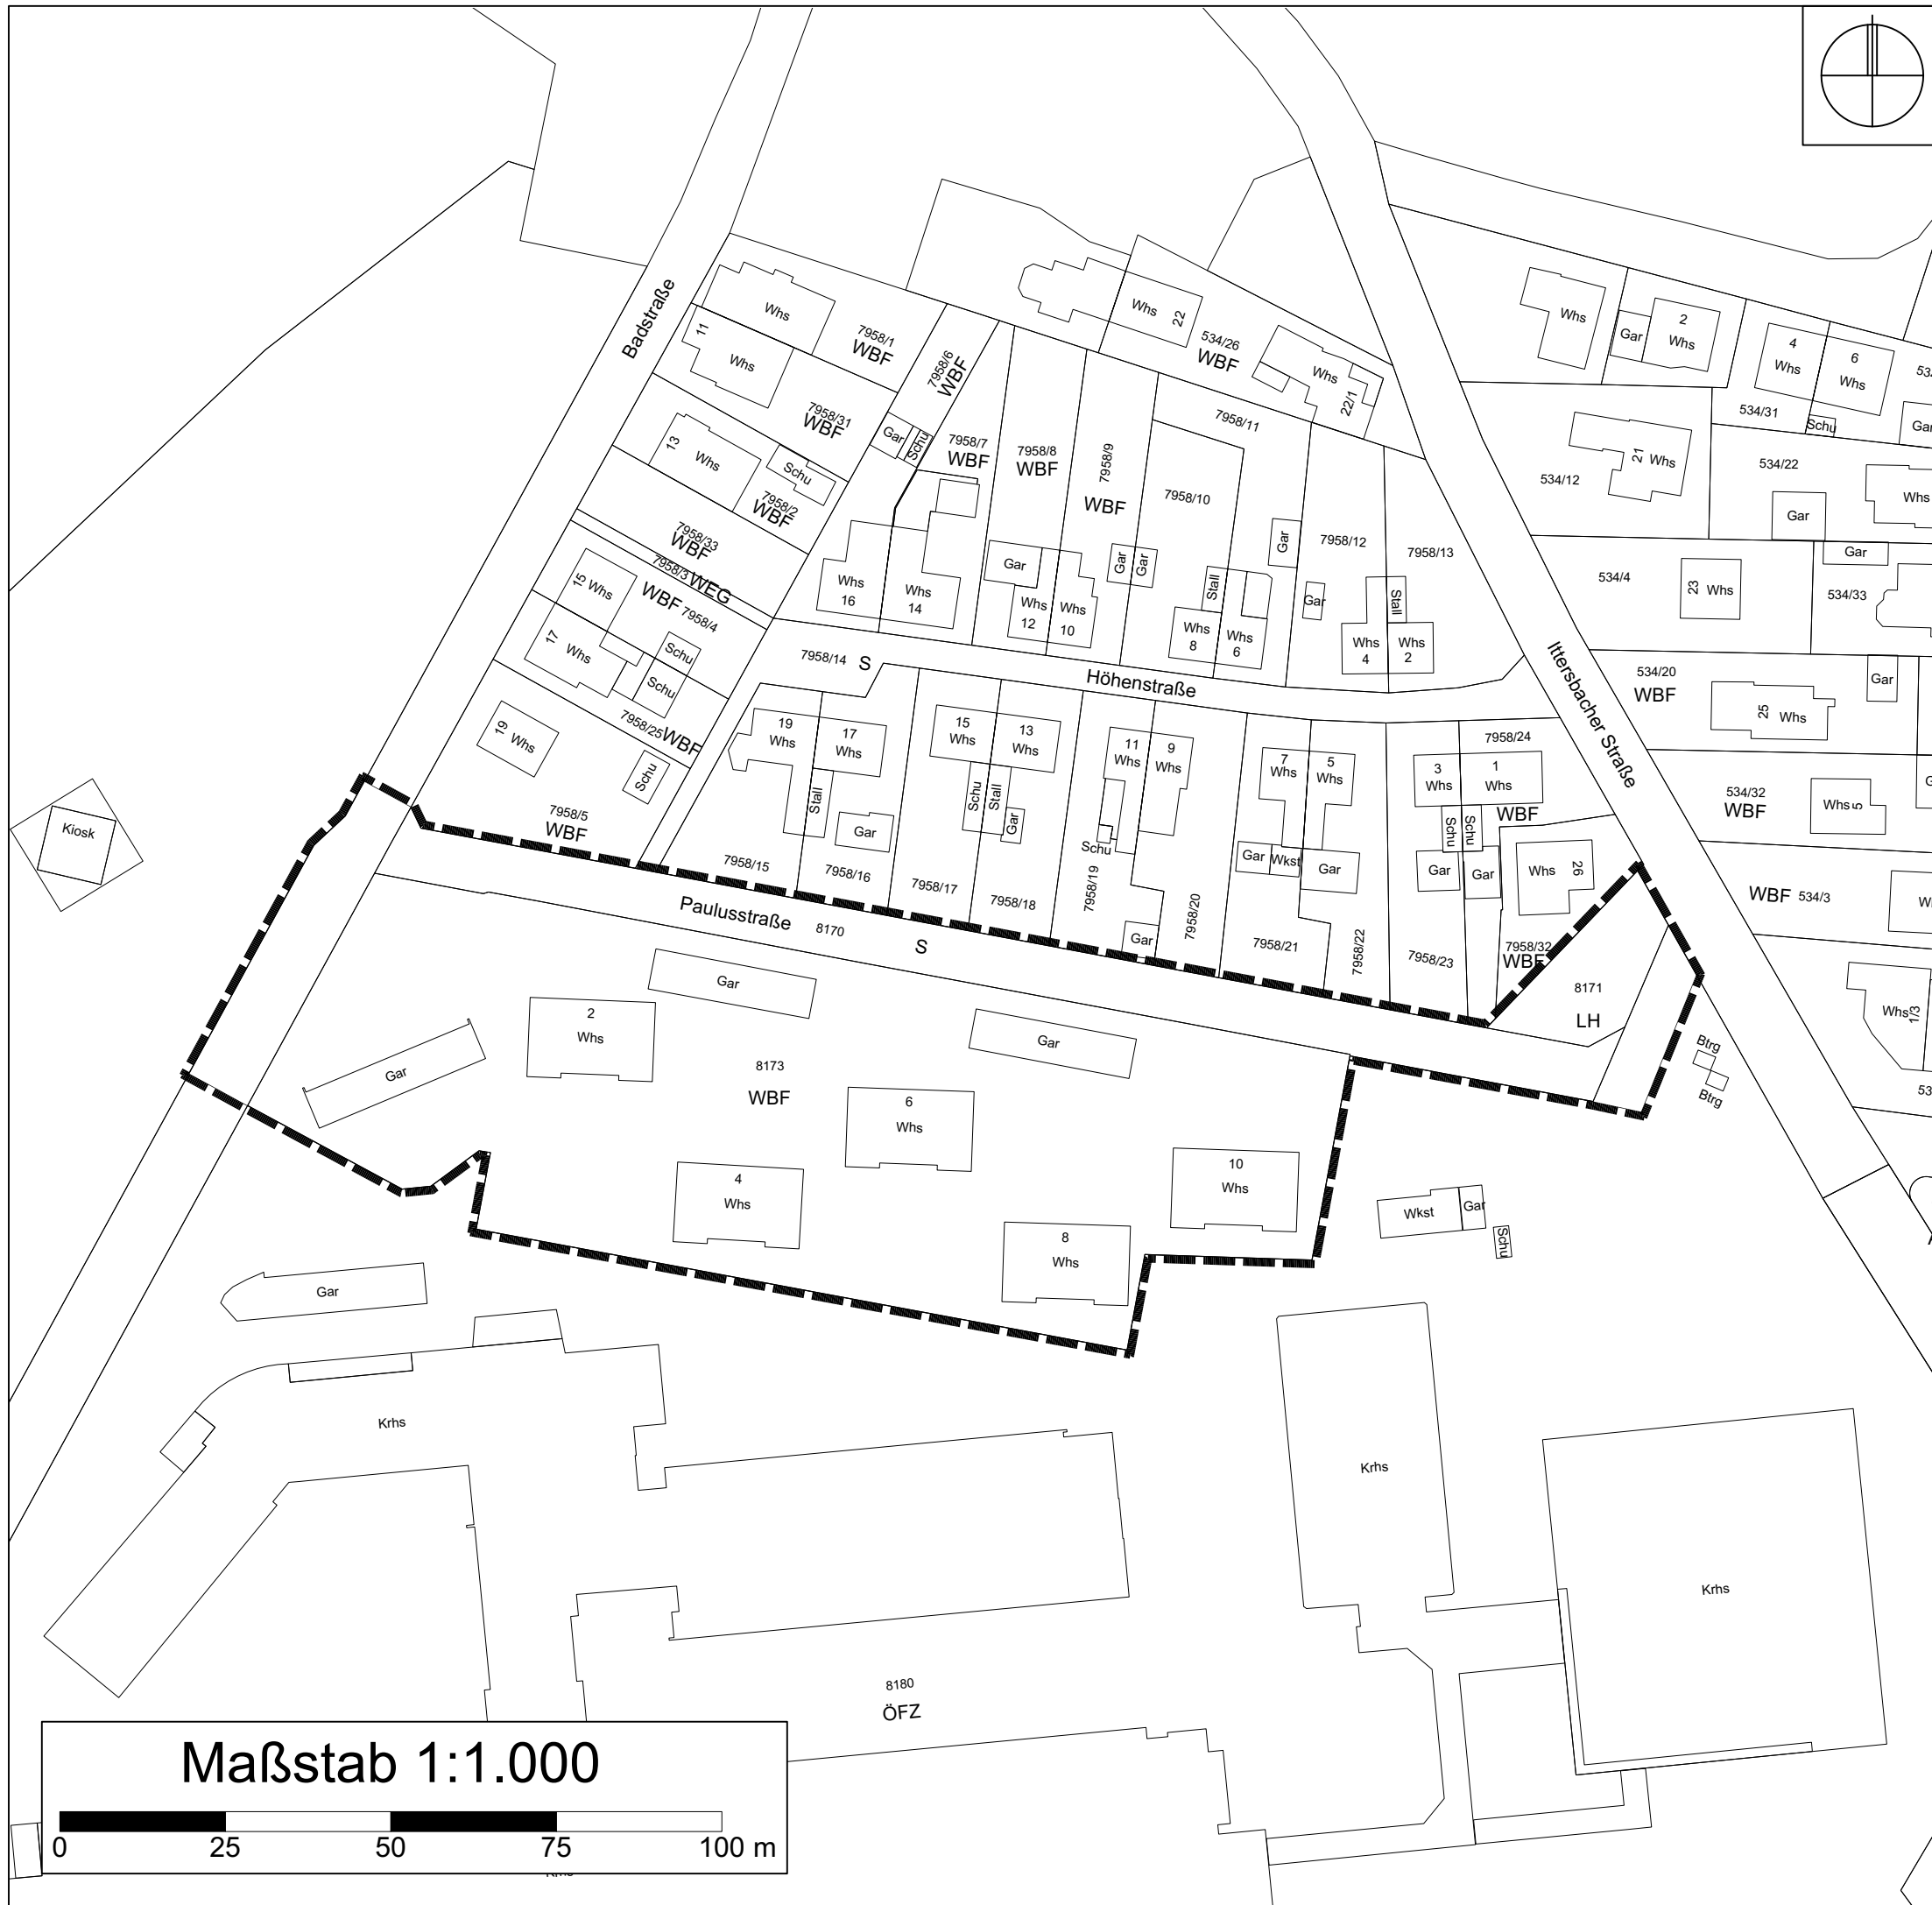 Badstraße
Whs
11
Whs
7958/1
WBF
7958/31
WBF
7958/6
WBF
13
Whs
Schu
7958/2
WBF
Gar
Schu
7958/33
WBF
7958/3 WEG
15
Whs
WBF 7958/4
17
Whs
Schu
Schu
7958/25 WBF
19
Whs
Schu
7958/5
WBF
Kiosk
Whs
22
534/26
WBF
Whs
22/1
7958/7
WBF
7958/8
WBF
7958/9
WBF
7958/10
7958/11
7958/12
7958/13
Whs
16
Whs
14
Gar
Whs
12
Whs
10
Gar
Gar
Stall
Whs
8
Whs
6
Gar
Gar
Stall
Whs
4
Whs
2
7958/14
S
Höhenstraße
Ittersbacher Straße
19
Whs
17
Whs
Stall
Gar
15
Whs
13
Whs
Schu
Stall
Gar
11
Whs
9
Whs
Schu
Gar
7
Whs
5
Whs
Gar
Wkst
Gar
3
Whs
1
Whs
7958/24
WBF
Schu
Schu
Gar
Gar
Whs
26
7958/15
7958/16
7958/17
7958/18
7958/19
7958/20
7958/21
7958/22
7958/23
7958/32
WBF
8171
LH
Paulusstraße
8170
S
Whs
Gar
2
Whs
4
Whs
6
Whs
534/31
Schu
21
Whs
534/12
534/22
Gar
Whs
Gar
534/4
23
Whs
534/33
534/20
WBF
25
Whs
Gar
534/32
WBF
Whs
5
WBF 534/3
Whs
1/3
Gar
Gar
Gar
2
Whs
8173
WBF
6
Whs
4
Whs
10
Whs
8
Whs
Btrg
Btrg
Wkst
Gar
Schu
Gar
Krhs
Krhs
Krhs
8180
ÖFZ
Maßstab 1:1.000
0 25 50 75 100 m